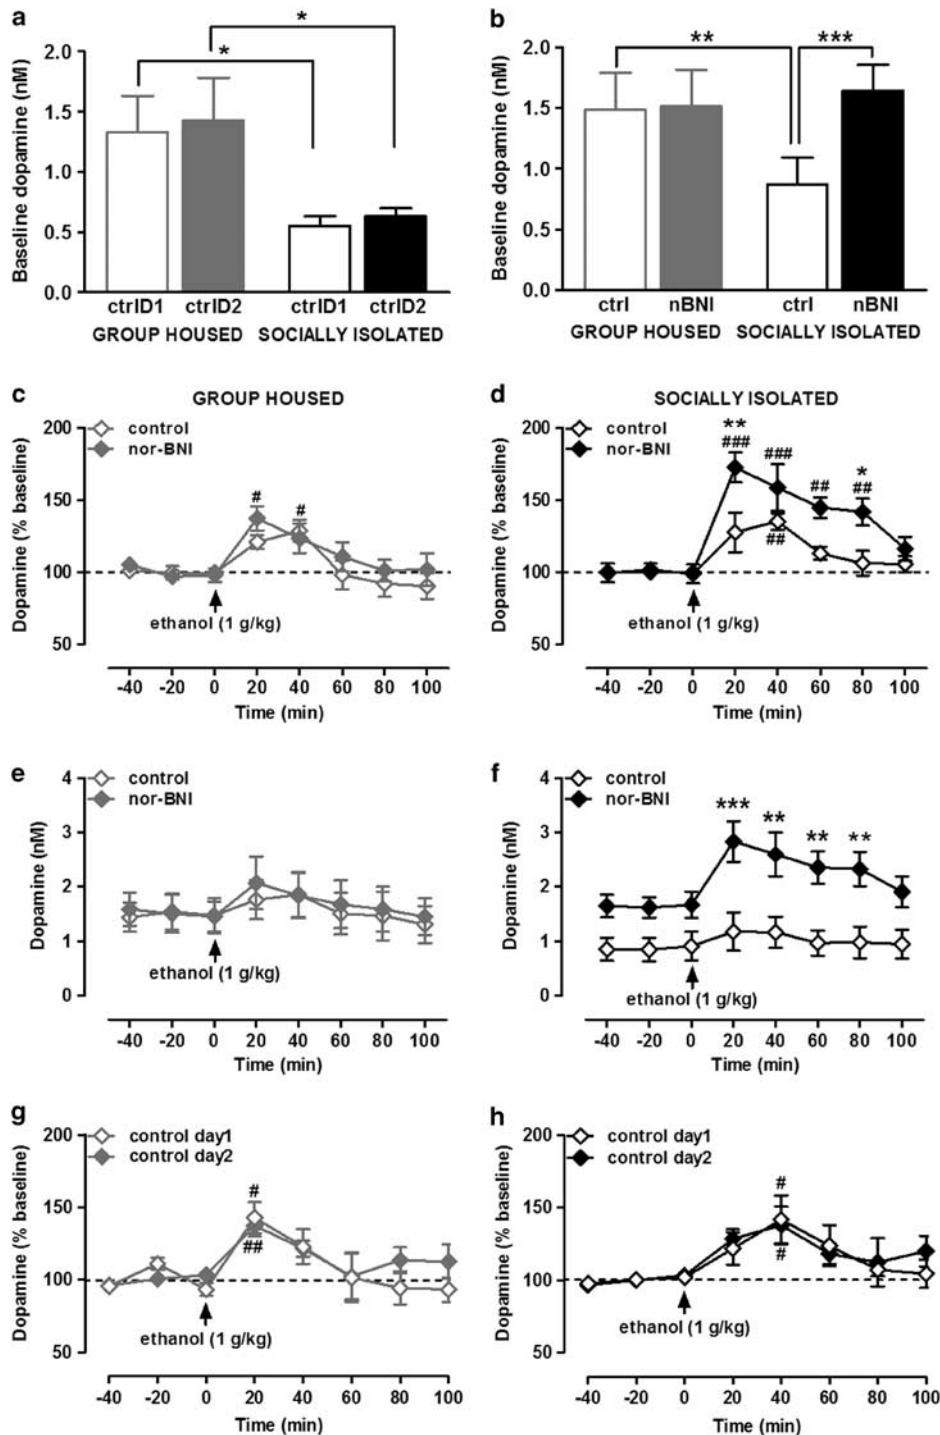 a
*
*
Baseline dopamine (nM)
2.0
1.5
1.0
0.5
0.0
ctrlD1 ctrlD2 ctrlD1 ctrlD2
GROUP HOUSED SOCIALLY ISOLATED
b
** ***
Baseline dopamine (nM)
2.0
1.5
1.0
0.5
0.0
ctrl nBNI ctrl nBNI
GROUP HOUSED SOCIALLY ISOLATED
c
GROUP HOUSED
control
nor-BNI
Dopamine (% baseline)
200
150
100
50
# #
ethanol (1 g/kg)
-40 -20 0 20 40 60 80 100
Time (min)
d
SOCIALLY ISOLATED
control
nor-BNI
Dopamine (% baseline)
200
150
100
50
** *
### ### ## ##
##
ethanol (1 g/kg)
-40 -20 0 20 40 60 80 100
Time (min)
e
control
nor-BNI
Dopamine (nM)
4
3
2
1
0
ethanol (1 g/kg)
-40 -20 0 20 40 60 80 100
Time (min)
f
control
nor-BNI
Dopamine (nM)
4
3
2
1
0
*** ** ** **
ethanol (1 g/kg)
-40 -20 0 20 40 60 80 100
Time (min)
g
control day1
control day2
Dopamine (% baseline)
200
150
100
50
#
##
ethanol (1 g/kg)
-40 -20 0 20 40 60 80 100
Time (min)
h
control day1
control day2
Dopamine (% baseline)
200
150
100
50
#
#
ethanol (1 g/kg)
-40 -20 0 20 40 60 80 100
Time (min)